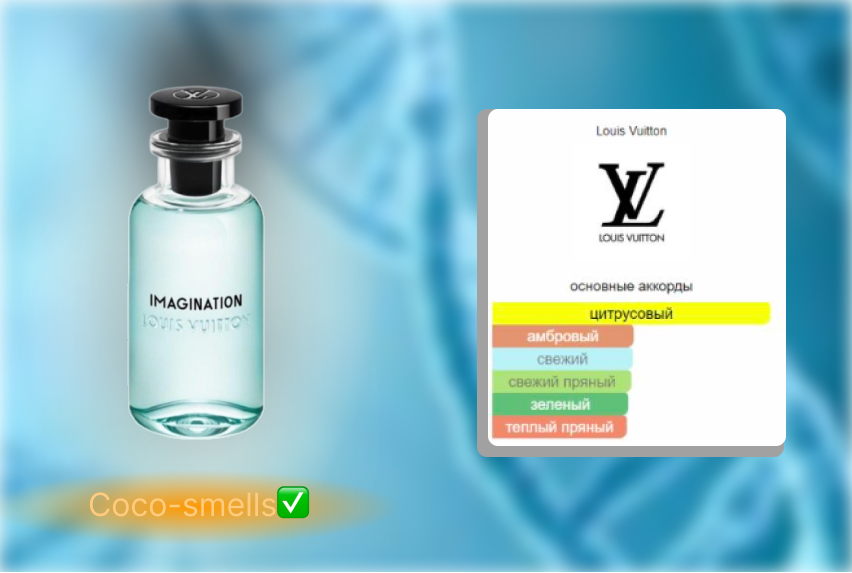 IMAGINATION
LOUIS VUITTON
Coco-smells✅
Louis Vuitton
LV
LOUIS VUITTON
основные аккорды
цитрусовый
амбровый
свежий
свежий пряный
зеленый
теплый пряный